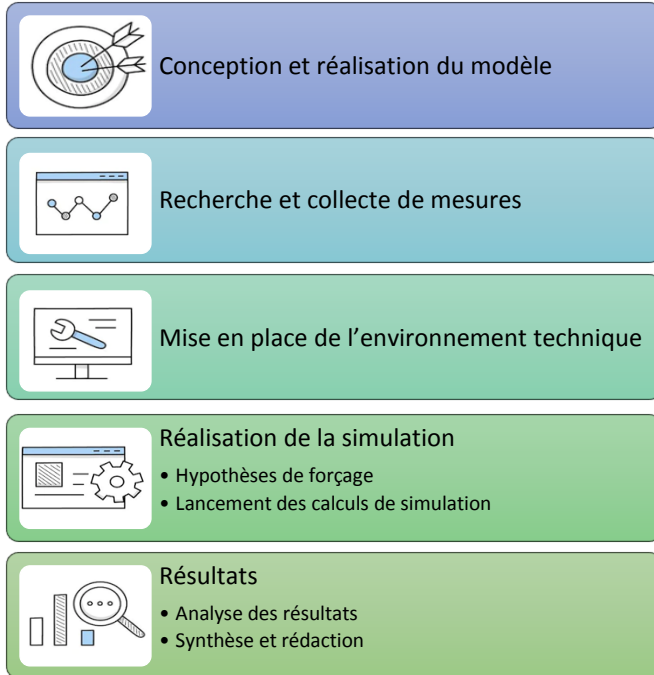 Conception et réalisation du modèle
Recherche et collecte de mesures
Mise en place de l’environnement technique
Réalisation de la simulation
• Hypothèses de forçage
• Lancement des calculs de simulation
Résultats
• Analyse des résultats
• Synthèse et rédaction